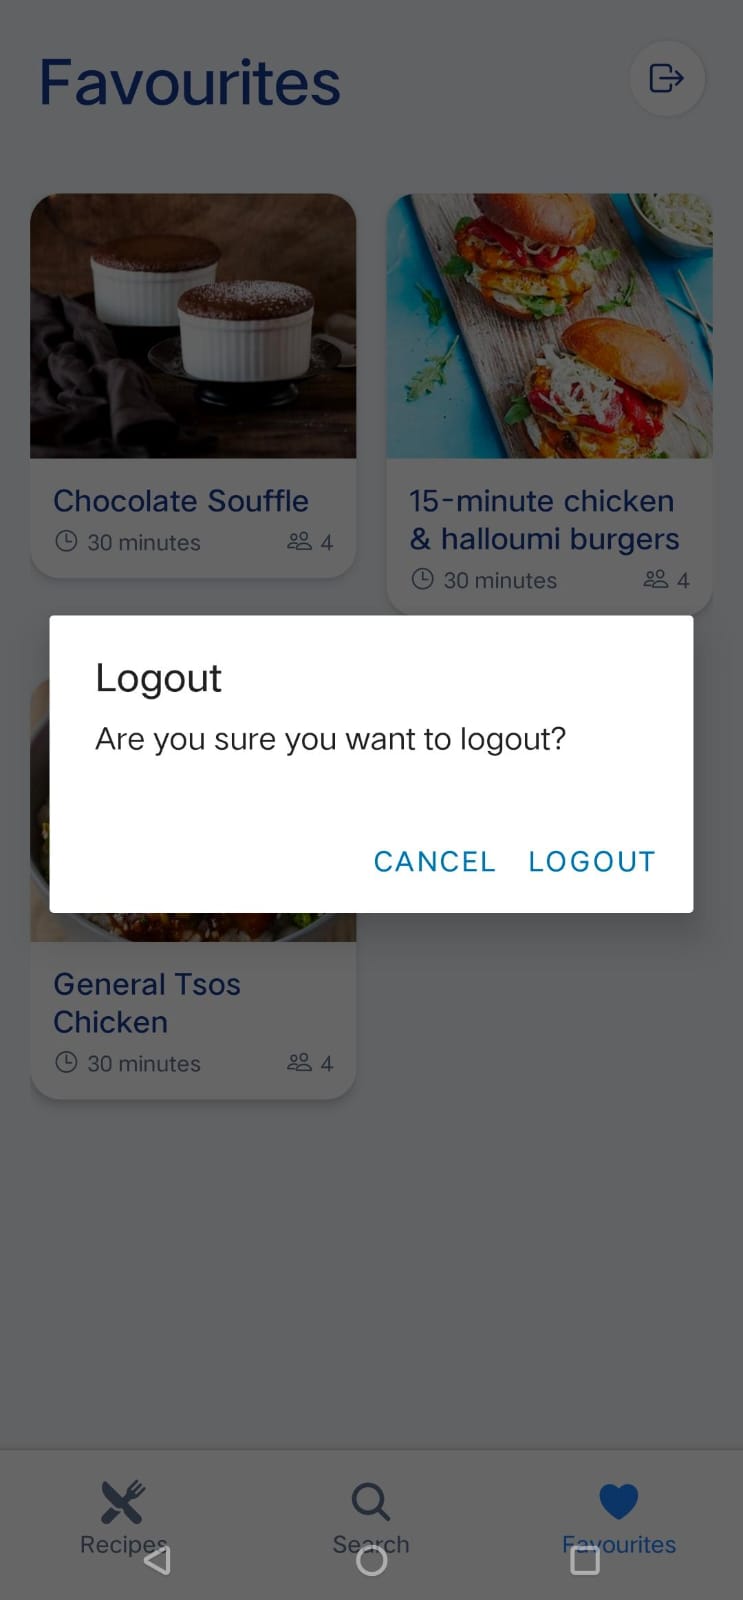 Favourites
Chocolate Souffle
30 minutes 4
15-minute chicken
& halloumi burgers
30 minutes 4
Logout
Are you sure you want to logout?
CANCEL LOGOUT
General Tsos
Chicken
30 minutes 4
Recipes Search Favourites